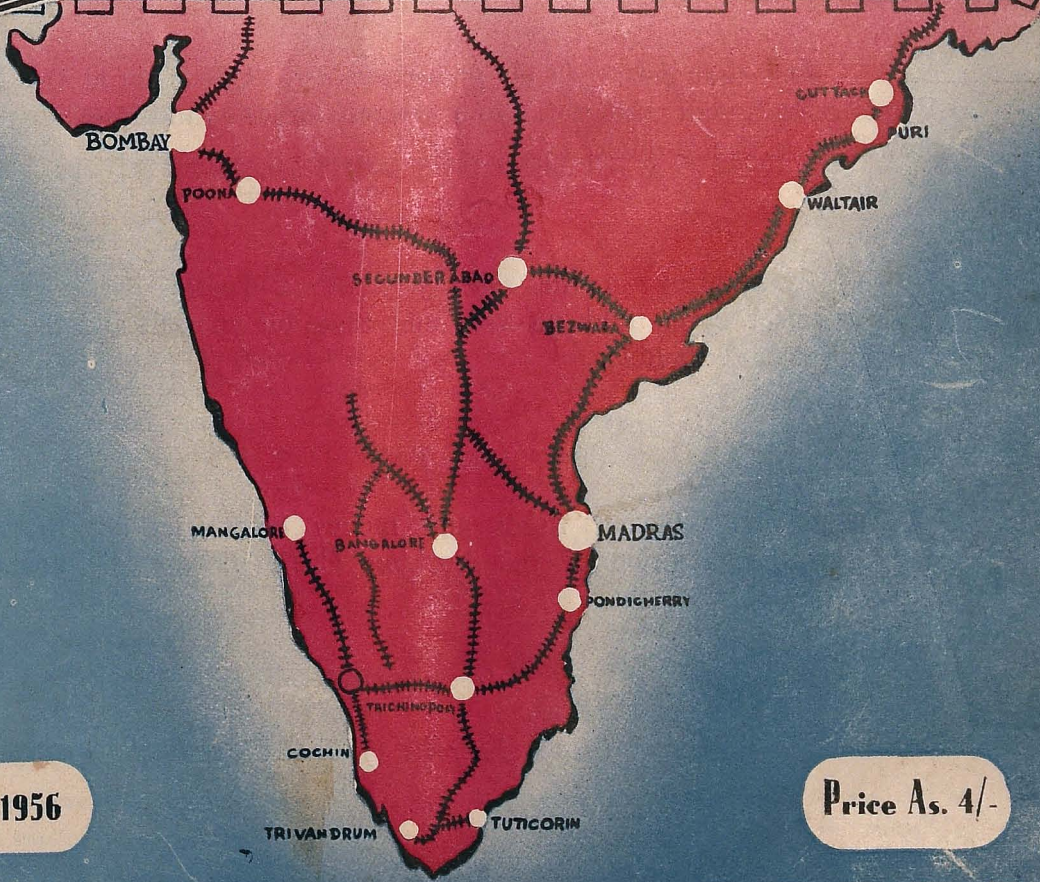 CUTTACK
PURI
BOMBAY
POONA
WALTAIR
SECUNDERABAD
BEZWADA
MANGALORE
BANGALORE
MADRAS
PONDICHERRY
TRICHINOPOLY
COCHIN
1956
Price As. 4/-
TRIVANDRUM
TUTICORIN